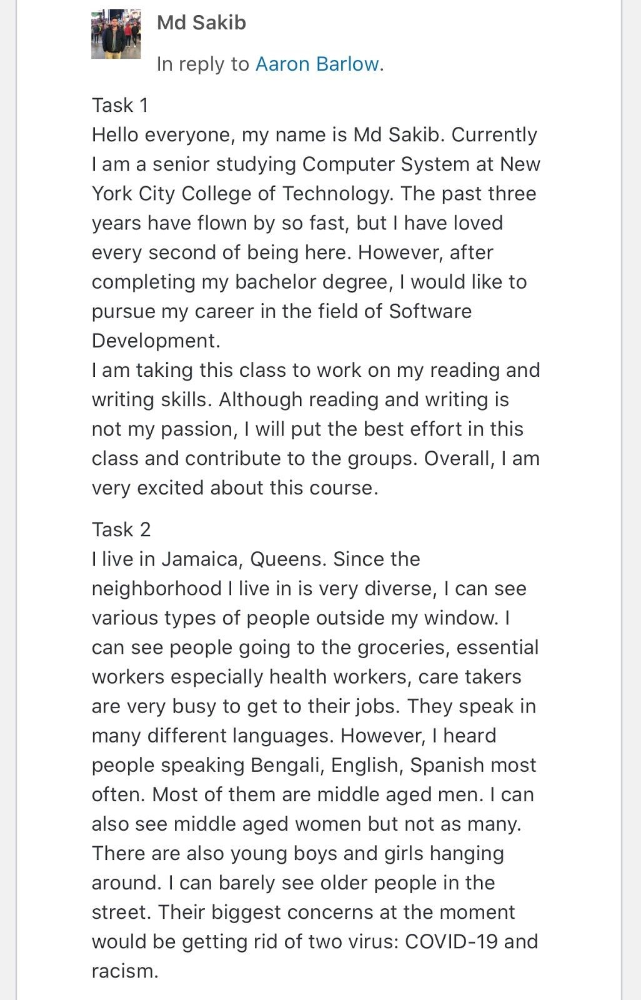 Md Sakib
In reply to Aaron Barlow.
Task 1
Hello everyone, my name is Md Sakib. Currently
I am a senior studying Computer System at New
York City College of Technology. The past three
years have flown by so fast, but I have loved
every second of being here. However, after
completing my bachelor degree, I would like to
pursue my career in the field of Software
Development.
I am taking this class to work on my reading and
writing skills. Although reading and writing is
not my passion, I will put the best effort in this
class and contribute to the groups. Overall, I am
very excited about this course.
Task 2
I live in Jamaica, Queens. Since the
neighborhood I live in is very diverse, I can see
various types of people outside my window. I
can see people going to the groceries, essential
workers especially health workers, care takers
are very busy to get to their jobs. They speak in
many different languages. However, I heard
people speaking Bengali, English, Spanish most
often. Most of them are middle aged men. I can
also see middle aged women but not as many.
There are also young boys and girls hanging
around. I can barely see older people in the
street. Their biggest concerns at the moment
would be getting rid of two virus: COVID-19 and
racism.